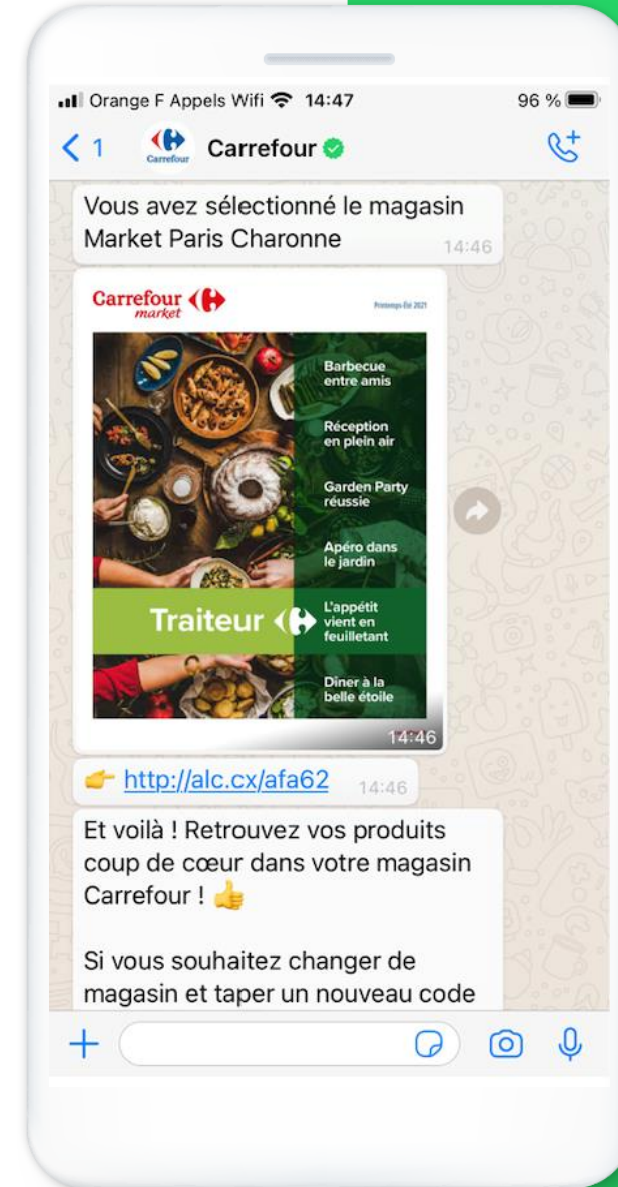 Orange F Appels Wifi 14:47 96 %
1 Carrefour Carrefour
Vous avez sélectionné le magasin
Market Paris Charonne 14:46
Carrefour
market
Printemps-Été 2021
Barbecue
entre amis
Réception
en plein air
Garden Party
réussie
Apéro dans
le jardin
Traiteur
L'appétit
vient en
feuilletant
Diner à la
belle étoile
14:46
👉 http://alc.cx/afa62 14:46
Et voilà ! Retrouvez vos produits
coup de cœur dans votre magasin
Carrefour ! 👍
Si vous souhaitez changer de
magasin et taper un nouveau code